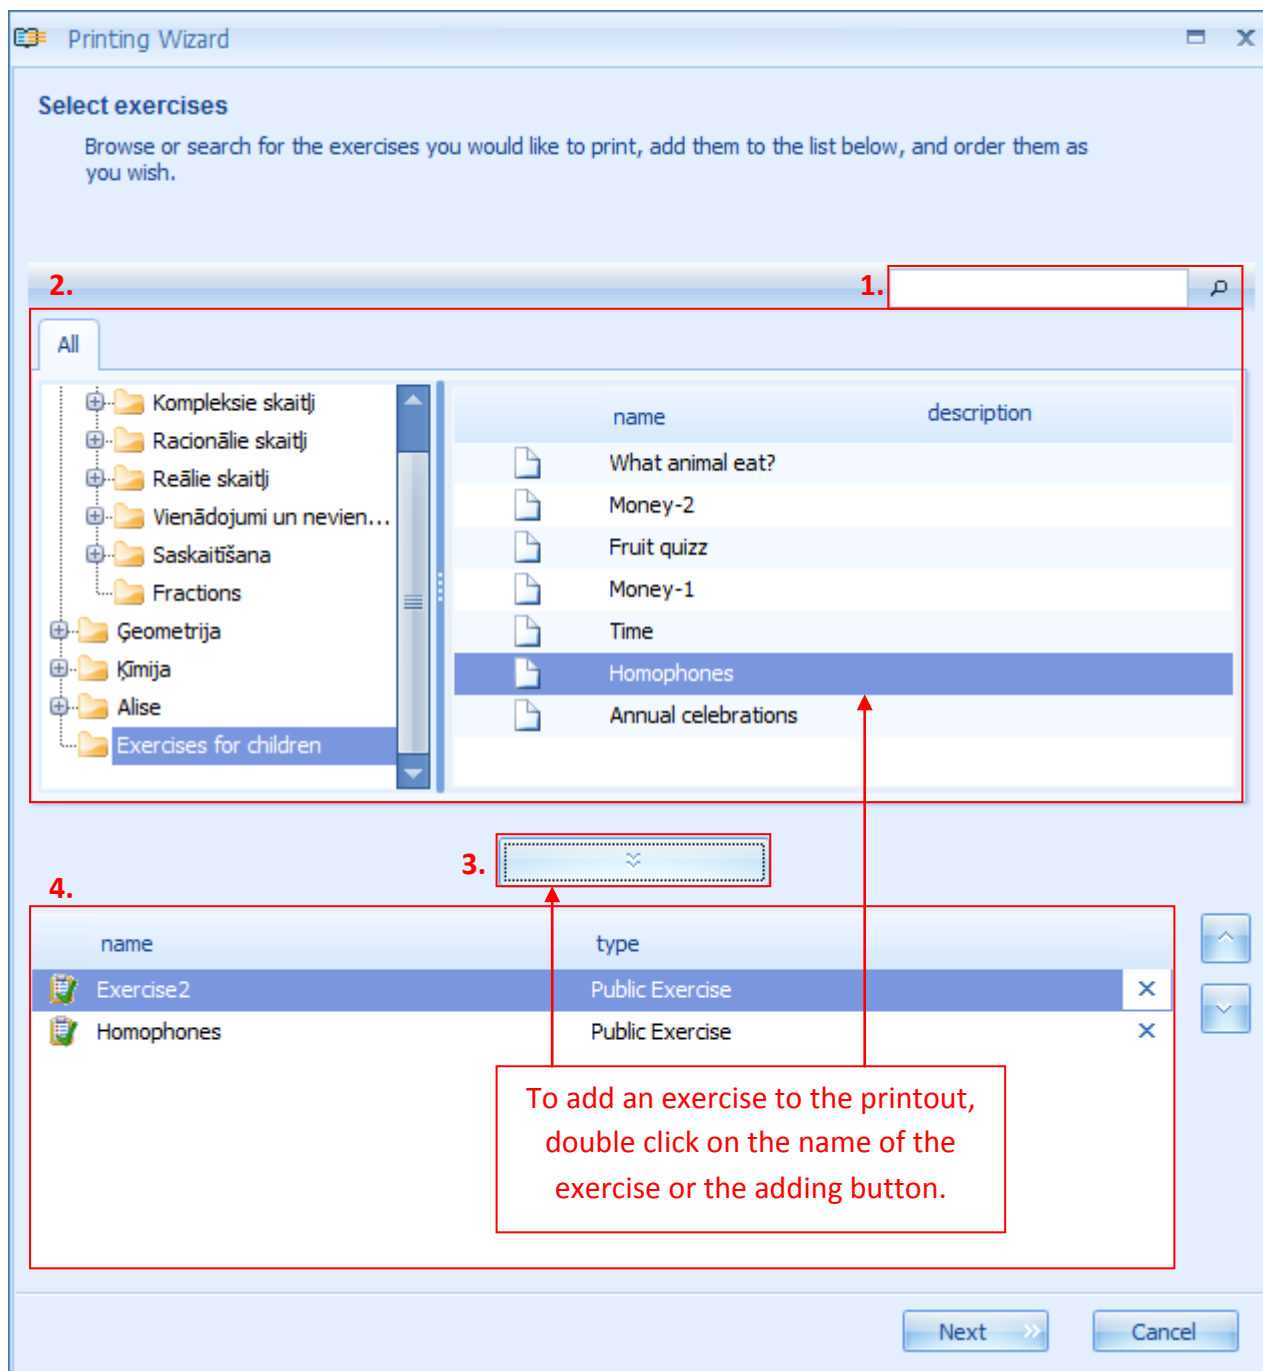 Printing Wizard
Select exercises
Browse or search for the exercises you would like to print, add them to the list below, and order them as
you wish.
2.
1.
All
Kompleksie skaitļi
Racionālie skaitļi
Reālie skaitļi
Vienādojumi un nevien...
Saskaitīšana
Fractions
Ģeometrija
Ķīmija
Alise
Exercises for children
name description
What animal eat?
Money-2
Fruit quizz
Money-1
Time
Homophones
Annual celebrations
3.
4.
name type
Exercise2 Public Exercise
Homophones Public Exercise
To add an exercise to the printout,
double click on the name of the
exercise or the adding button.
Next
Cancel